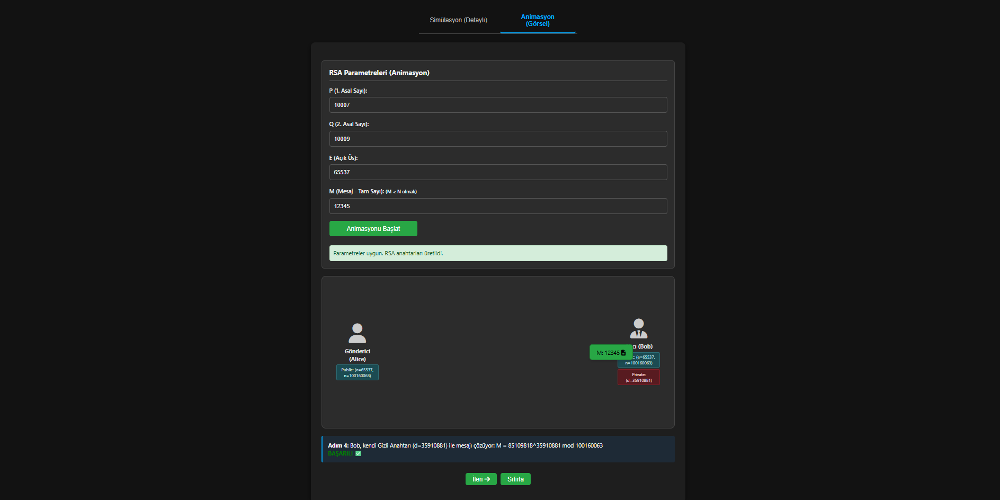 Simülasyon (Detaylı)
Animasyon
(Görsel)
RSA Parametreleri (Animasyon)
P (1. Asal Sayı):
10007
Q (2. Asal Sayı):
10009
E (Açık Üs):
65537
M (Mesaj - Tam Sayı): (M < N olmalı)
12345
Animasyonu Başlat
Parametreler uygun. RSA anahtarları üretildi.
Gönderici
(Alice)
Public: (e=65537,
n=100160063)
M: 12345
(Bob)
(e=65537,
n=100160063)
Private:
(d=35910881)
Adım 4: Bob, kendi Gizli Anahtarı (d=35910881) ile mesajı çözüyor: M = 85109818^35910881 mod 100160063
BAŞARILI ✅
İleri →
Sıfırla